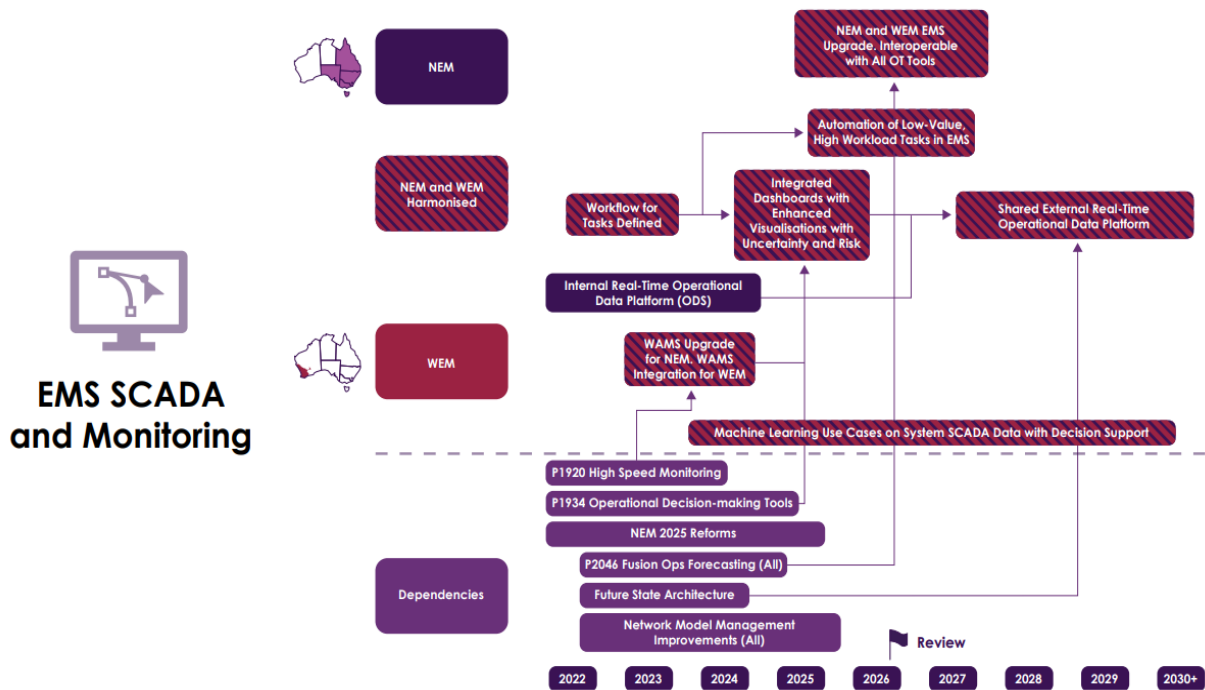 NEM and WEM EMS
Upgrade. Interoperable
with All OT Tools
NEM
Automation of Low-Value,
High Workload Tasks in EMS
NEM and WEM
Harmonised
Workflow for
Tasks Defined
Integrated
Dashboards with
Enhanced
Visualisations with
Uncertainty and Risk
Shared External Real-Time
Operational Data Platform
Internal Real-Time Operational
Data Platform (ODS)
WEM
WAMS Upgrade
for NEM. WAMS
Integration for WEM
EMS SCADA
and Monitoring
Machine Learning Use Cases on System SCADA Data with Decision Support
P1920 High Speed Monitoring
P1934 Operational Decision-making Tools
NEM 2025 Reforms
P2046 Fusion Ops Forecasting (All)
Dependencies
Future State Architecture
Network Model Management
Improvements (All)
Review
2022 2023 2024 2025 2026 2027 2028 2029 2030+